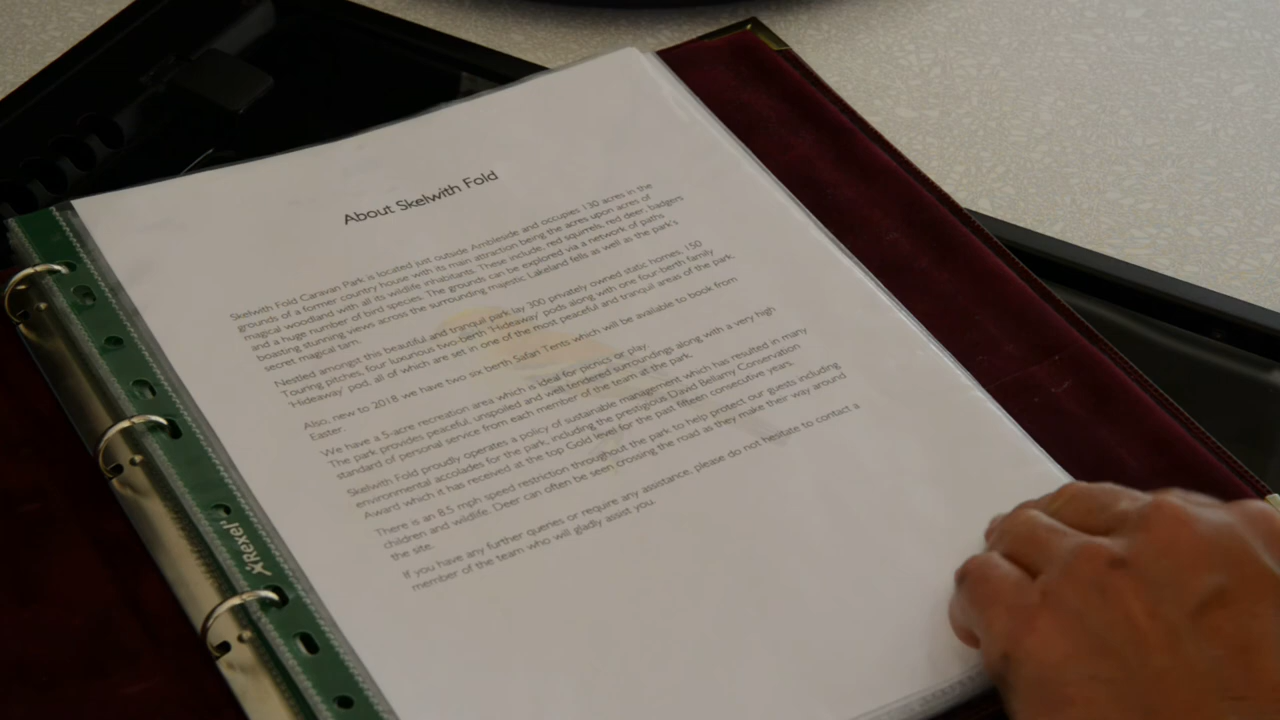 About Skelwith Fold
Skelwith Fold Caravan Park is located just outside Ambleside and occupies 130 acres in the
grounds of a former country house with its main attraction being the acres upon acres of
magical woodland with all its wildlife inhabitants. These include, red squirrels, red deer, badgers
and a huge number of bird species. The grounds can be explored via a network of paths
boasting stunning views across the surrounding majestic Lakeland fells as well as the park's
secret magical tarn.
Nestled amongst this beautiful and tranquil park lay 300 privately owned static homes, 150
Touring pitches, four luxurious two-berth 'Hideaway' pods along with one four-berth family
'Hideaway' pod, all of which are set in one of the most peaceful and tranquil areas of the park.
Also, new to 2018 we have two six berth Safari Tents which will be available to book from
Easter.
We have a 5-acre recreation area which is ideal for picnics or play.
The park provides peaceful, unspoiled and well tendered surroundings along with a very high
standard of personal service from each member of the team at the park.
Skelwith Fold proudly operates a policy of sustainable management which has resulted in many
environmental accolades for the park, including the prestigious David Bellamy Conservation
Award which it has received at the top Gold level for the past fifteen consecutive years.
There is an 8.5 mph speed restriction throughout the park to help protect our guests including
children and wildlife. Deer can often be seen crossing the road as they make their way around
the site.
If you have any further queries or require any assistance, please do not hesitate to contact a
member of the team who will gladly assist you.
Rexel